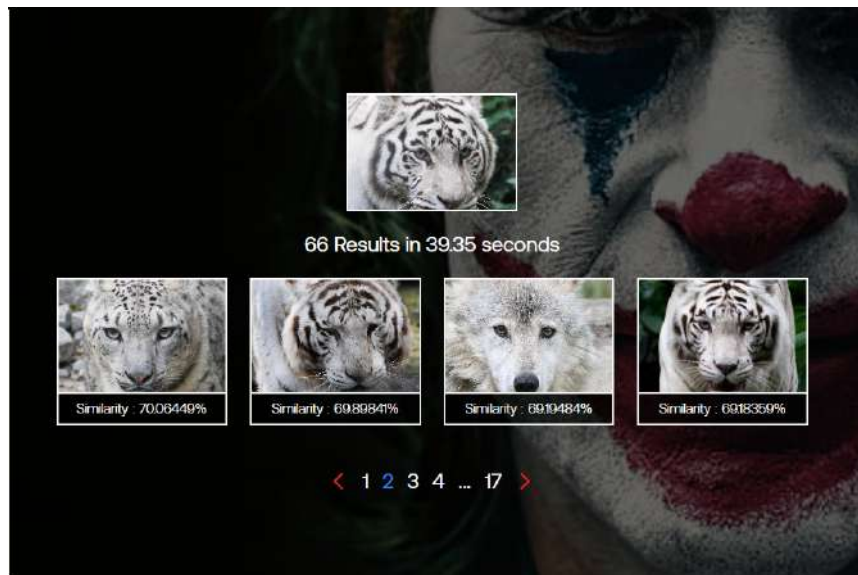 66 Results in 39.35 seconds
Similarity : 70.06449%
Similarity : 69.89841%
Similarity : 69.19484%
Similarity : 69.18359%
< 1 2 3 4 ... 17 >